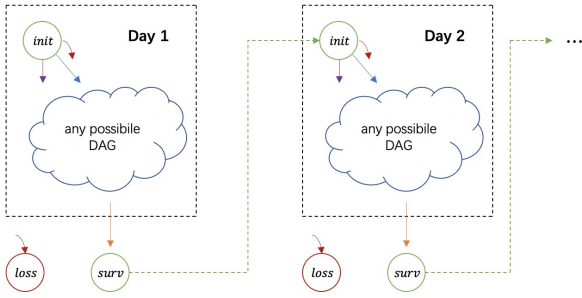 Day 1
init
any possibile
DAG
loss
surv
Day 2
init
any possibile
DAG
loss
surv
...